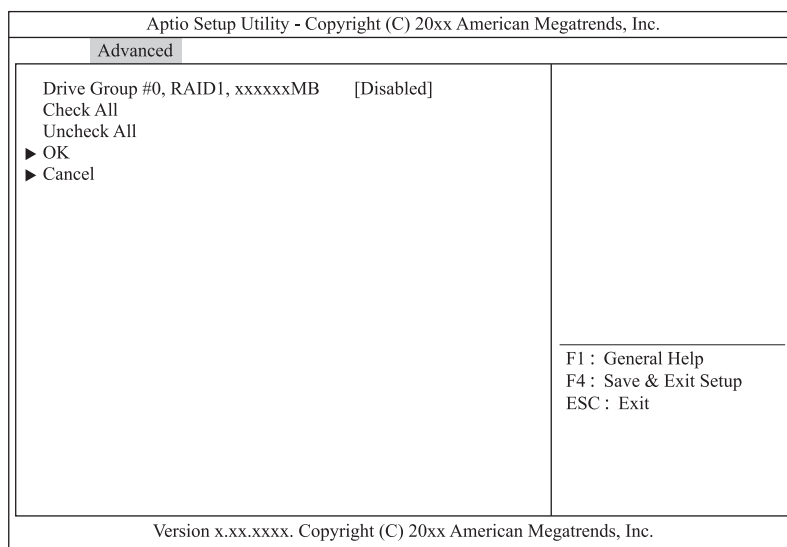 Aptio Setup Utility - Copyright (C) 20xx American Megatrends, Inc.
Advanced
Drive Group #0, RAID1, xxxxxxMB [Disabled]
Check All
Uncheck All
▶ OK
▶ Cancel
F1 : General Help
F4 : Save & Exit Setup
ESC : Exit
Version x.xx.xxxx. Copyright (C) 20xx American Megatrends, Inc.